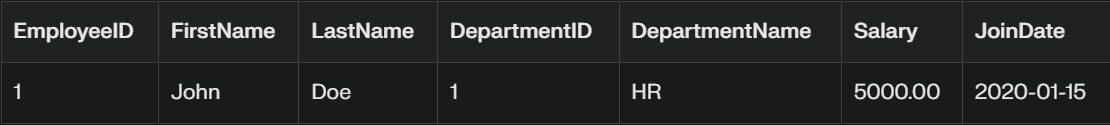 EmployeeID FirstName LastName DepartmentID DepartmentName Salary JoinDate
1 John Doe 1 HR 5000.00 2020-01-15